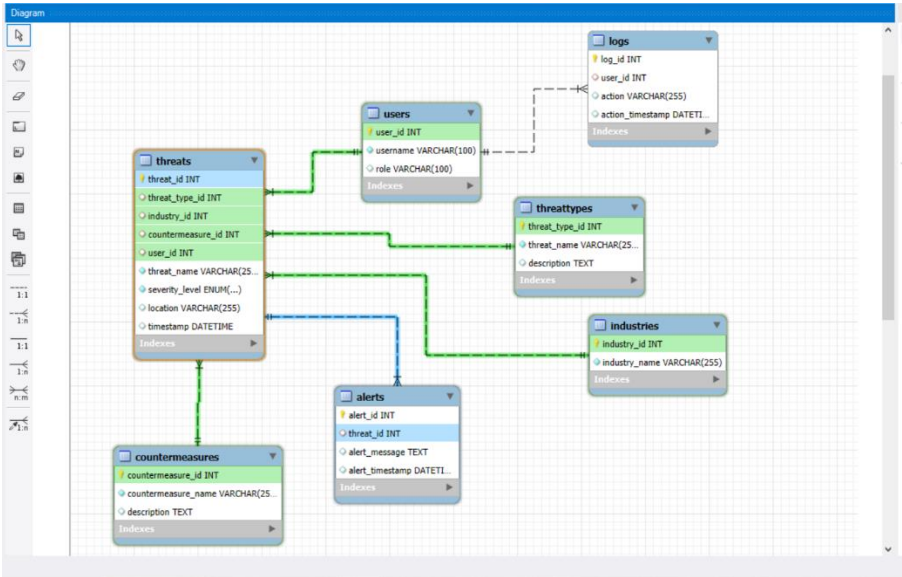 Diagram
logs
log_id INT
user_id INT
action VARCHAR(255)
action_timestamp DATETI...
Indexes
users
user_id INT
username VARCHAR(100)
role VARCHAR(100)
Indexes
threats
threat_id INT
threat_type_id INT
industry_id INT
countermeasure_id INT
user_id INT
threat_name VARCHAR(25...
severity_level ENUM(...)
location VARCHAR(255)
timestamp DATETIME
Indexes
threattypes
threat_type_id INT
threat_name VARCHAR(25...
description TEXT
Indexes
industries
industry_id INT
industry_name VARCHAR(255)
Indexes
alerts
alert_id INT
threat_id INT
alert_message TEXT
alert_timestamp DATETI...
Indexes
countermeasures
countermeasure_id INT
countermeasure_name VARCHAR(25...
description TEXT
Indexes
1:1
1:n
1:1
1:n
n:m
1:n